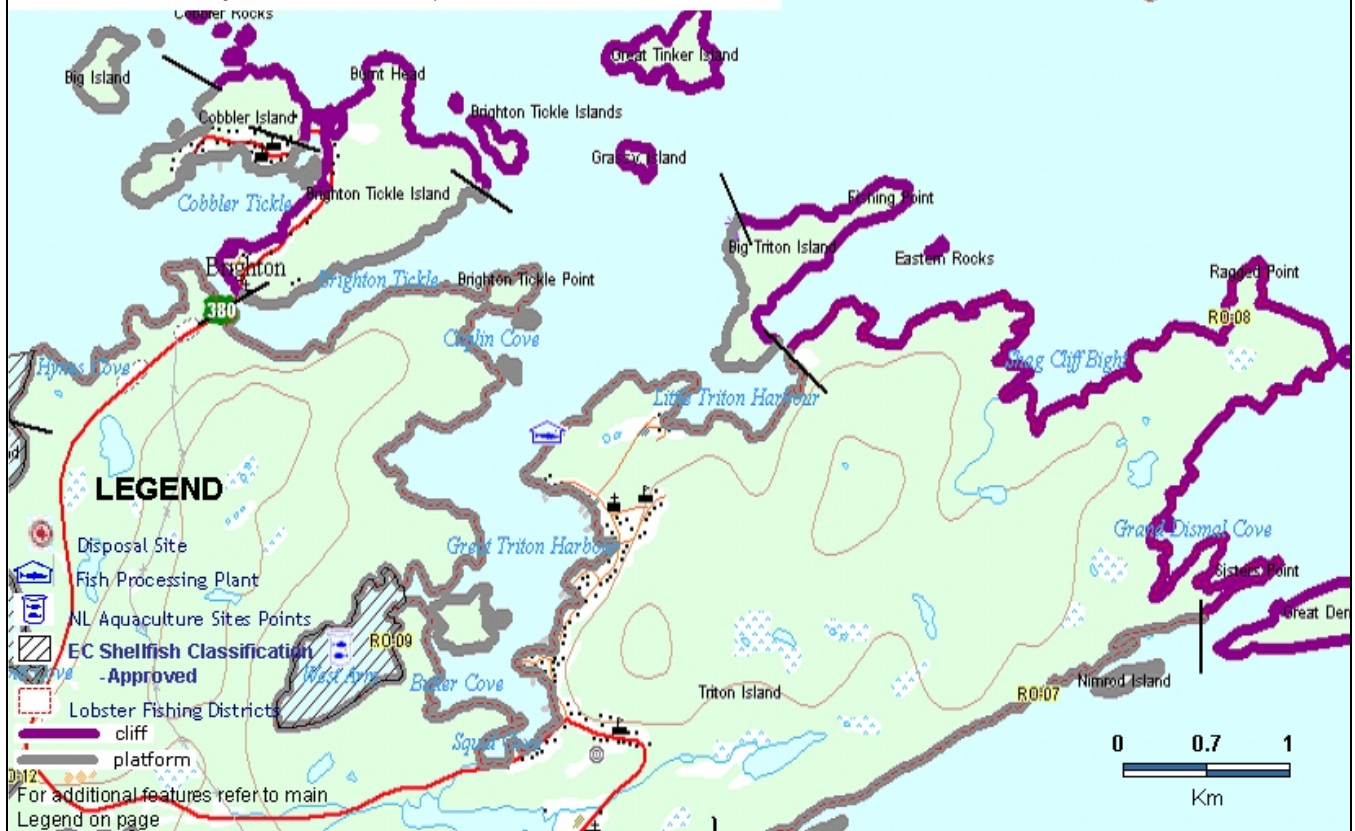 Cobbler Rocks
Great Tinker Island
Big Island
Burnt Head
Cobbler Island
Brighton Tickle Islands
Grassy Island
Brighton Tickle Island
Cobbler Tickle
Fishing Point
Big Triton Island
Eastern Rocks
Brighton
Brighton Tickle
Brighton Tickle Point
Ragged Point
380
RO-08
Caplin Cove
Hynes Cove
Shag Cliff Bight
Little Triton Harbour
LEGEND
Disposal Site
Fish Processing Plant
NL Aquaculture Sites Points
EC Shellfish Classification
-Approved
Lobster Fishing Districts
cliff
platform
For additional features refer to main
Legend on page
Great Triton Harbour
Grand Dismal Cove
Sisters Point
Great Den
RO-09
West Arm
Butler Cove
Triton Island
Nimrod Island
RO-07
Squid Cove
0 0.7 1
Km